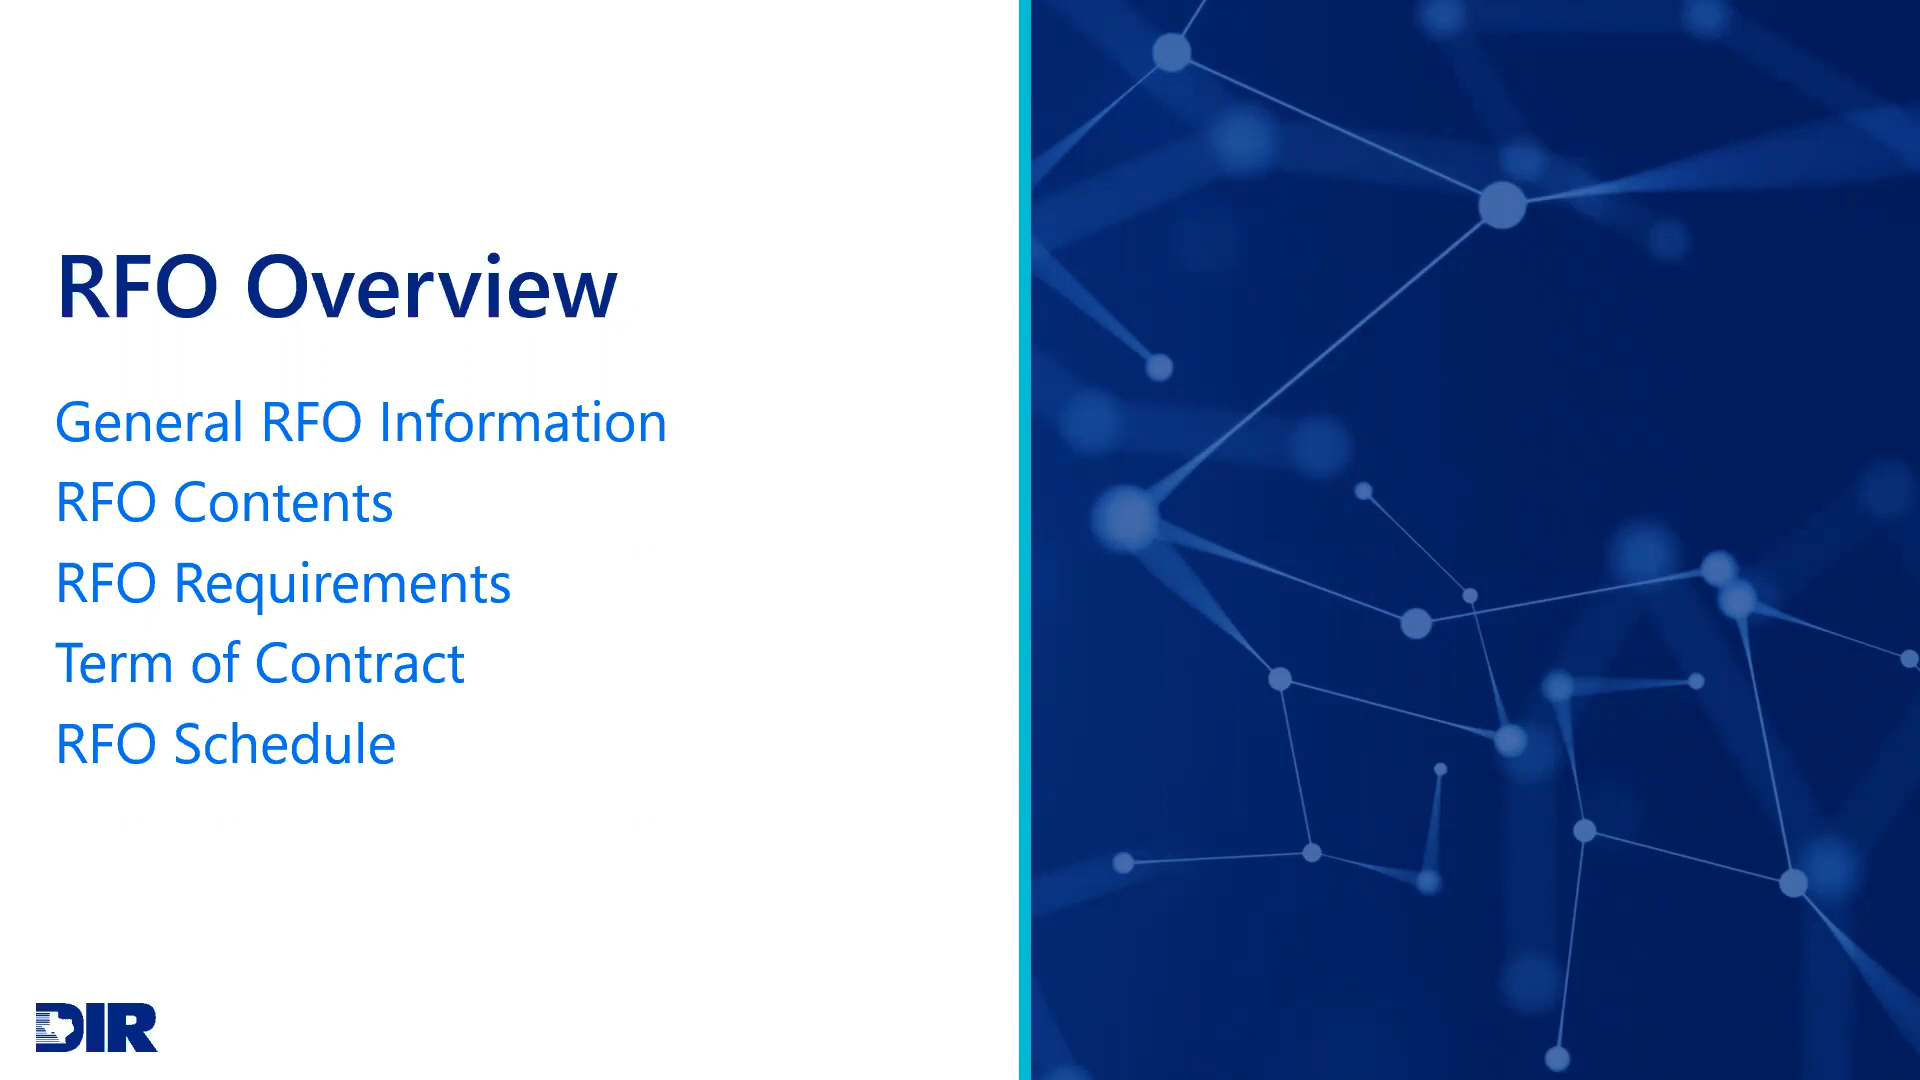 RFO Overview
General RFO Information
RFO Contents
RFO Requirements
Term of Contract
RFO Schedule
DIR